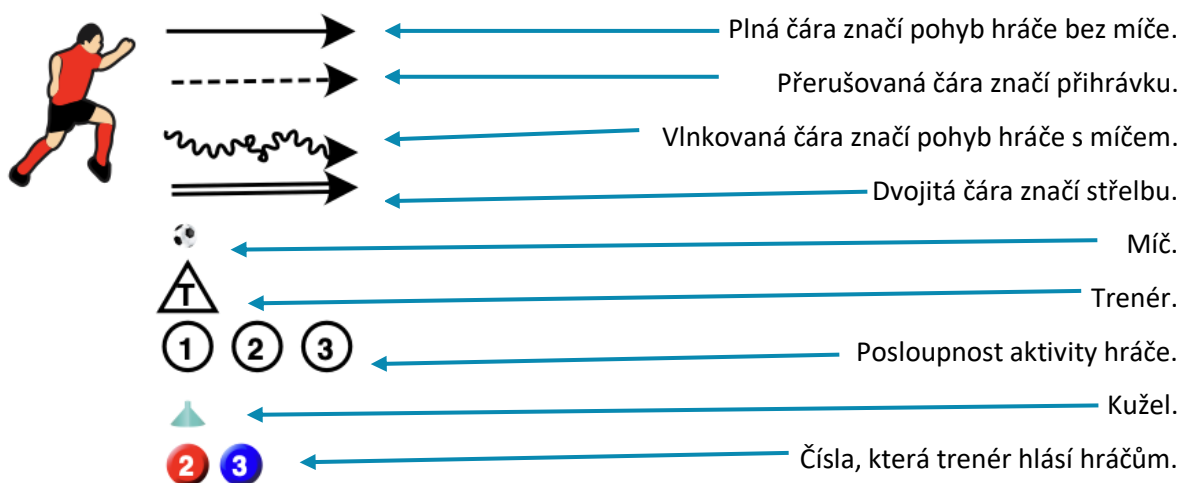 Plná čára značí pohyb hráče bez míče.
Přerušovaná čára značí přihrávku.
Vlnkovaná čára značí pohyb hráče s míčem.
Dvojitá čára značí střelbu.
Míč.
T
Trenér.
1 2 3
Posloupnost aktivity hráče.
Kužel.
2 3
Čísla, která trenér hlásí hráčům.